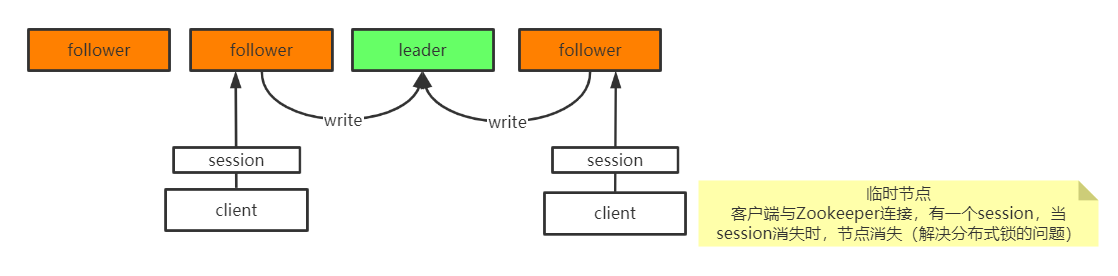 follower
follower
leader
follower
write
write
session
session
client
client
临时节点
客户端与Zookeeper连接，有一个session，当
session消失时，节点消失（解决分布式锁的问题）